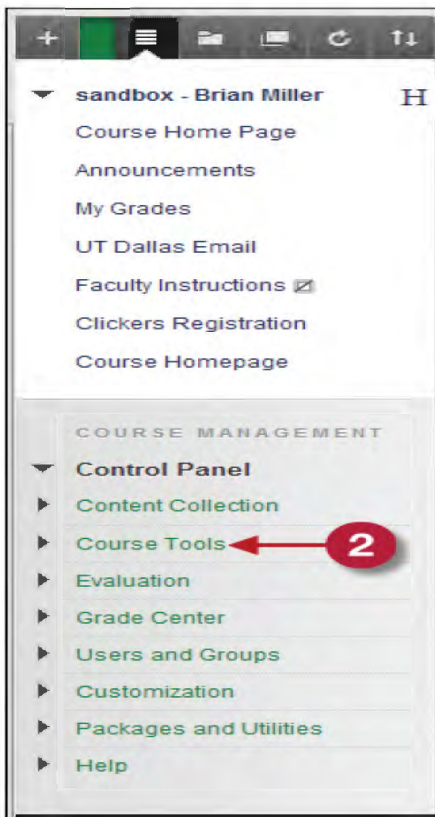 sandbox - Brian Miller H
Course Home Page
Announcements
My Grades
UT Dallas Email
Faculty Instructions
Clickers Registration
Course Homepage
COURSE MANAGEMENT
Control Panel
Content Collection
Course Tools 2
Evaluation
Grade Center
Users and Groups
Customization
Packages and Utilities
Help